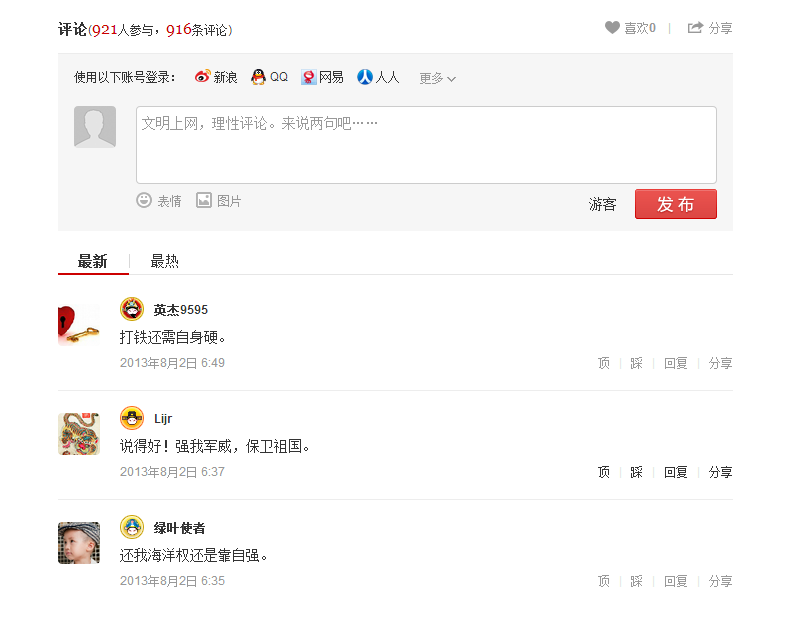 评论(921人参与，916条评论) 喜欢0 分享
使用以下账号登录： 新浪 QQ 网易 人人 更多
文明上网，理性评论。来说两句吧……
表情 图片 游客 发布
最新 最热
英杰9595
打铁还需自身硬。
2013年8月2日 6:49 顶 踩 回复 分享
Lijr
说得好！强我军威，保卫祖国。
2013年8月2日 6:37 顶 踩 回复 分享
绿叶使者
还我海洋权还是靠自强。
2013年8月2日 6:35 顶 踩 回复 分享